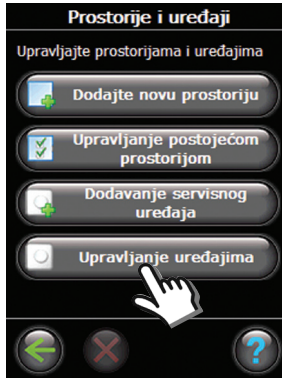 Prostorije i uređaji
Upravljajte prostorijama i uređajima
Dodajte novu prostoriju
Upravljanje postojećom
prostorijom
Dodavanje servisnog
uređaja
Upravljanje uređajima
?